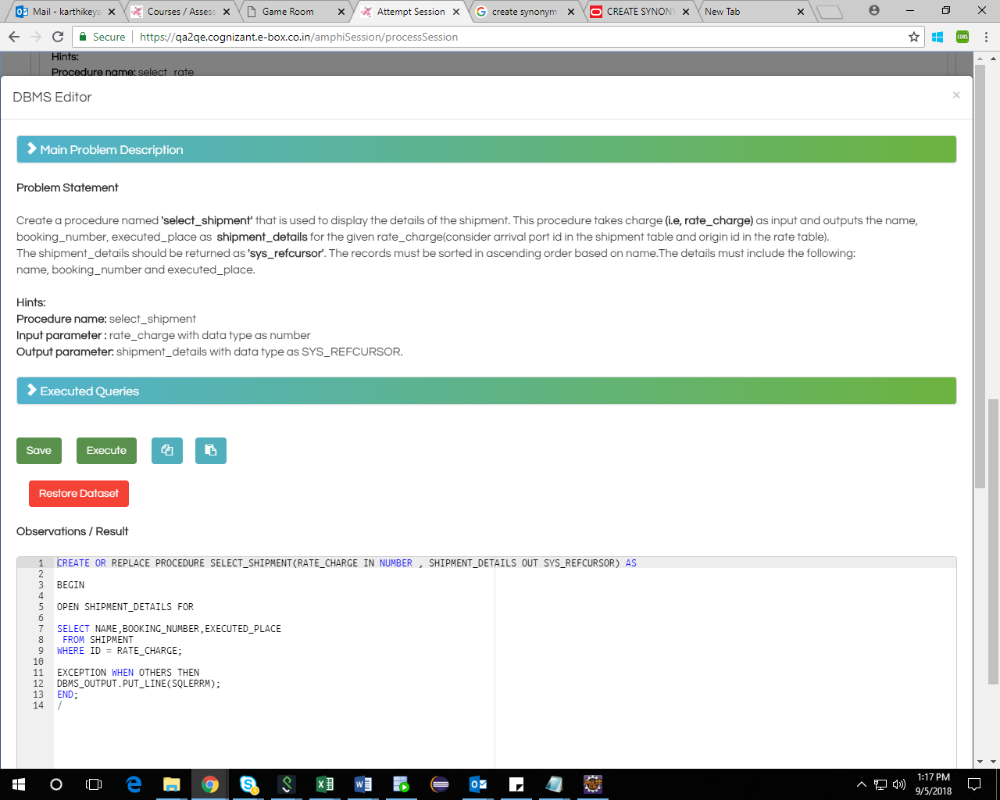 Mail - karthikeya
Courses / Assess
Game Room
Attempt Session
create synonym
CREATE SYNON
New Tab
Secure
https://qa2qe.cognizant.e-box.co.in/amphiSession/processSession
CORS
Hints:
Procedure name: select_rate
DBMS Editor
×
Main Problem Description
Problem Statement
Create a procedure named 'select_shipment' that is used to display the details of the shipment. This procedure takes charge (i.e, rate_charge) as input and outputs the name,
booking_number, executed_place as shipment_details for the given rate_charge(consider arrival port id in the shipment table and origin id in the rate table).
The shipment_details should be returned as 'sys_refcursor'. The records must be sorted in ascending order based on name.The details must include the following:
name, booking_number and executed_place.
Hints:
Procedure name: select_shipment
Input parameter : rate_charge with data type as number
Output parameter: shipment_details with data type as SYS_REFCURSOR.
Executed Queries
Save
Execute
Restore Dataset
Observations / Result
1 CREATE OR REPLACE PROCEDURE SELECT_SHIPMENT(RATE_CHARGE IN NUMBER , SHIPMENT_DETAILS OUT SYS_REFCURSOR) AS
2
3 BEGIN
4
5 OPEN SHIPMENT_DETAILS FOR
6
7 SELECT NAME,BOOKING_NUMBER,EXECUTED_PLACE
8 FROM SHIPMENT
9 WHERE ID = RATE_CHARGE;
10
11 EXCEPTION WHEN OTHERS THEN
12 DBMS_OUTPUT.PUT_LINE(SQLERRM);
13 END;
14 /
1:17 PM
9/5/2018